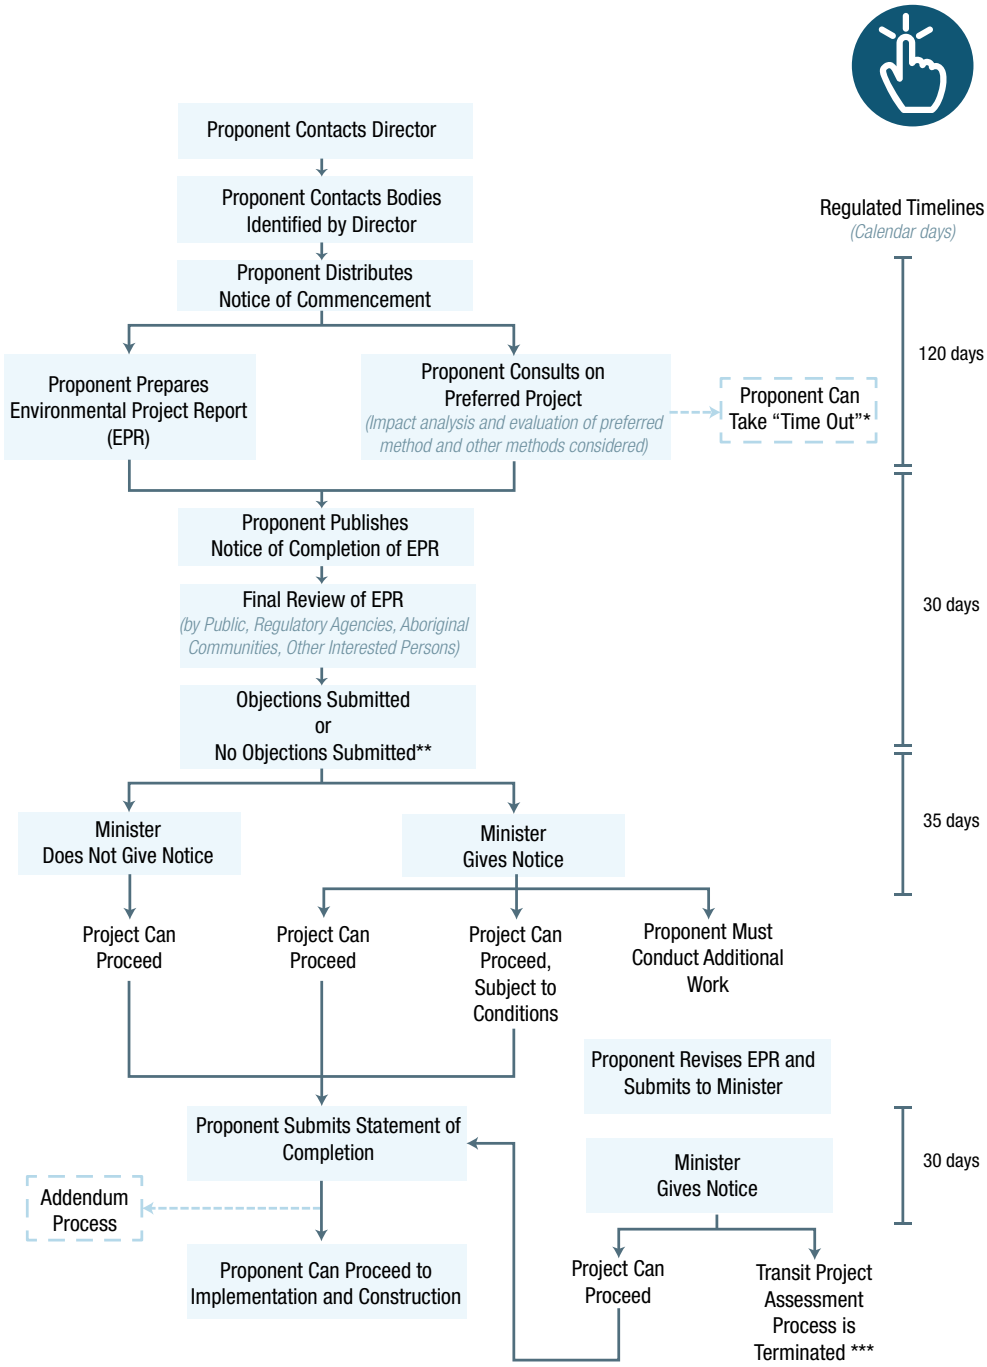 Proponent Contacts Director
Proponent Contacts Bodies
Identified by Director
Regulated Timelines
(Calendar days)
Proponent Distributes
Notice of Commencement
120 days
Proponent Prepares
Environmental Project Report
(EPR)
Proponent Consults on
Preferred Project
(Impact analysis and evaluation of preferred
method and other methods considered)
Proponent Can
Take “Time Out”*
Proponent Publishes
Notice of Completion of EPR
Final Review of EPR
(by Public, Regulatory Agencies, Aboriginal
Communities, Other Interested Persons)
30 days
Objections Submitted
or
No Objections Submitted**
Minister
Does Not Give Notice
Minister
Gives Notice
35 days
Project Can
Proceed
Project Can
Proceed
Project Can
Proceed,
Subject to
Conditions
Proponent Must
Conduct Additional
Work
Proponent Revises EPR and
Submits to Minister
Proponent Submits Statement of
Completion
Minister
Gives Notice
30 days
Addendum
Process
Proponent Can Proceed to
Implementation and Construction
Project Can
Proceed
Transit Project
Assessment
Process is
Terminated ***